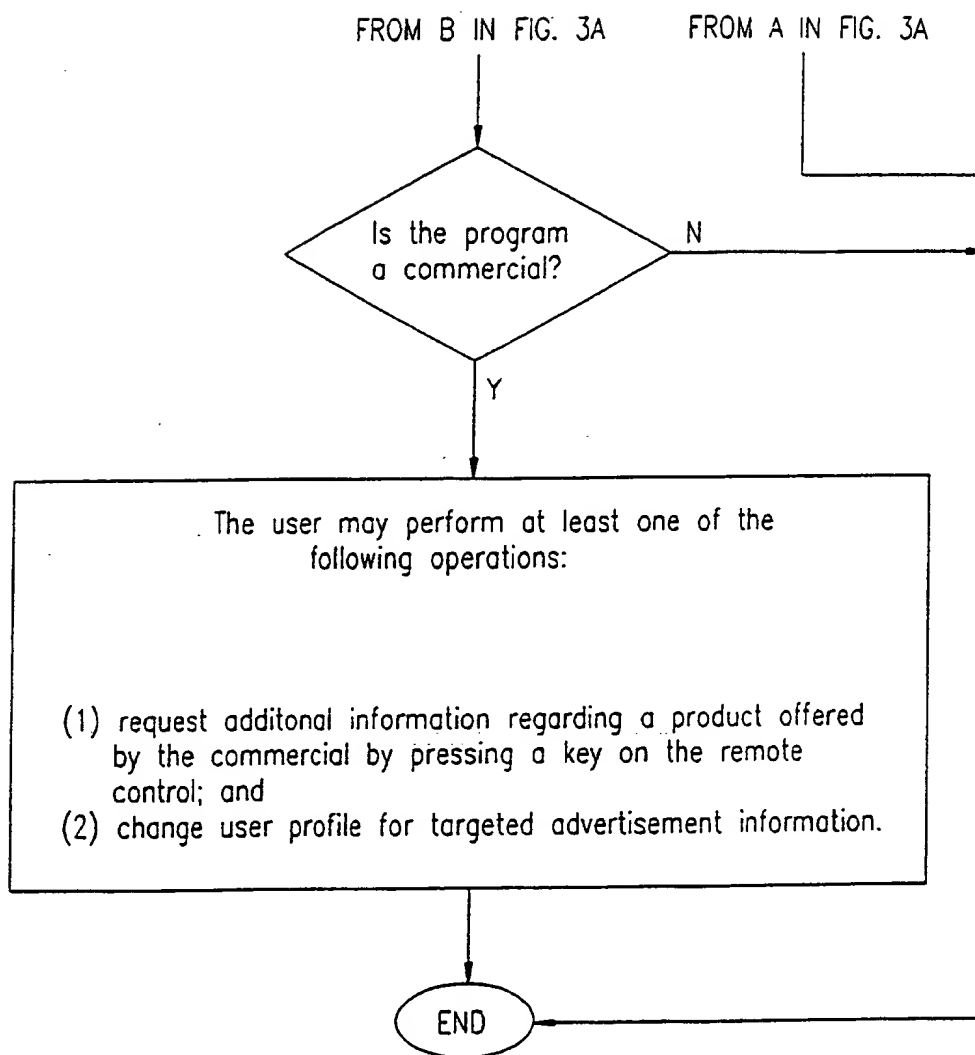 FROM B IN FIG. 3A
FROM A IN FIG. 3A
Is the program
a commercial?
N
Y
The user may perform at least one of the
following operations:
(1) request additonal information regarding a product offered
by the commercial by pressing a key on the remote
control; and
(2) change user profile for targeted advertisement information.
END